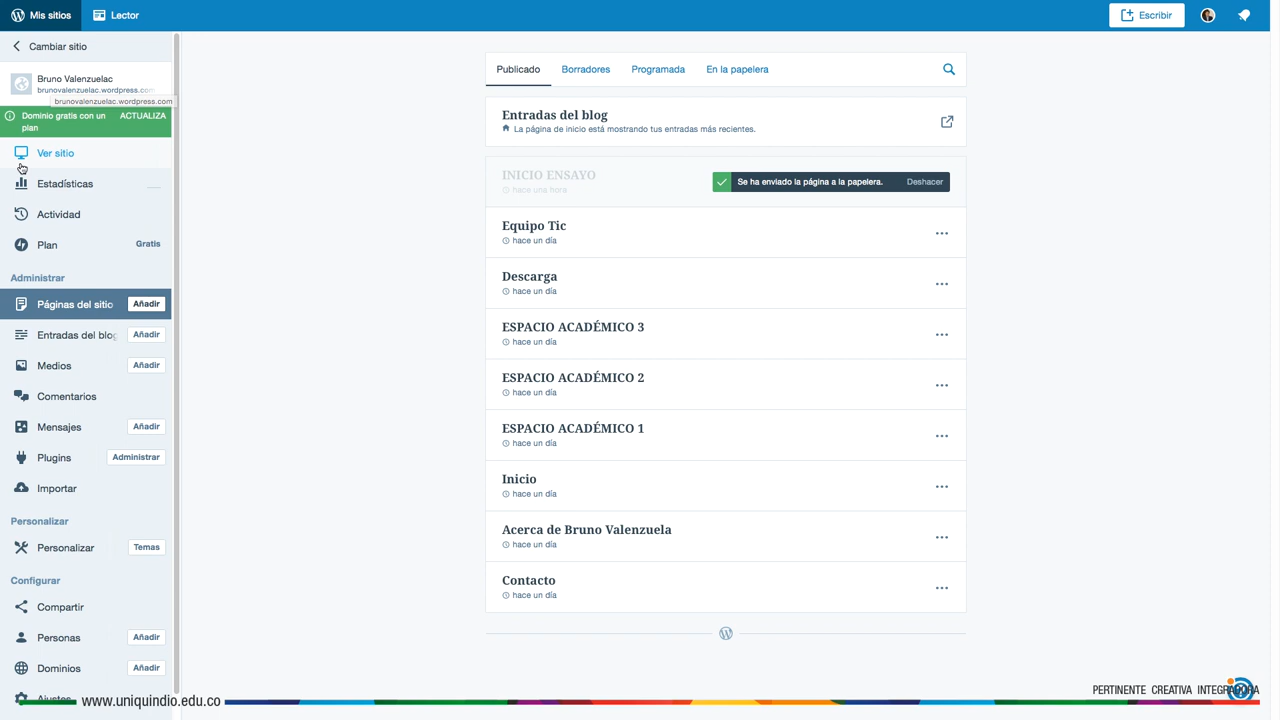 Mis sitios
Lector
Escribir
Cambiar sitio
Bruno Valenzuelac
brunovalenzuelac.wordpress.com
brunovalenzuelac.wordpress.com
Dominio gratis con un plan
ACTUALIZA
Ver sitio
Estadísticas
Actividad
Plan
Gratis
Administrar
Páginas del sitio
Añadir
Entradas del blog
Añadir
Medios
Añadir
Comentarios
Mensajes
Añadir
Plugins
Administrar
Importar
Personalizar
Personalizar
Temas
Configurar
Compartir
Personas
Añadir
Dominios
Añadir
Ajustes
Publicado
Borradores
Programada
En la papelera
Entradas del blog
La página de inicio está mostrando tus entradas más recientes.
INICIO ENSAYO
hace una hora
Se ha enviado la página a la papelera.
Deshacer
Equipo Tic
hace un día
Descarga
hace un día
ESPACIO ACADÉMICO 3
hace un día
ESPACIO ACADÉMICO 2
hace un día
ESPACIO ACADÉMICO 1
hace un día
Inicio
hace un día
Acerca de Bruno Valenzuela
hace un día
Contacto
hace un día
www.uniquindio.edu.co
PERTINENTE CREATIVA INTEGRADORA